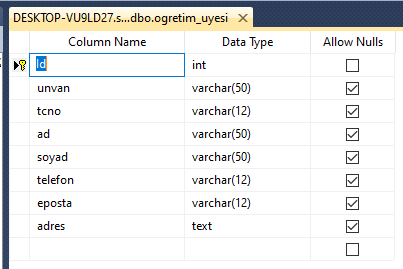 DESKTOP-VU9LD27.s...dbo.ogretim_uyesi
Column Name Data Type Allow Nulls
Id int
unvan varchar(50)
tcno varchar(12)
ad varchar(50)
soyad varchar(50)
telefon varchar(12)
eposta varchar(12)
adres text